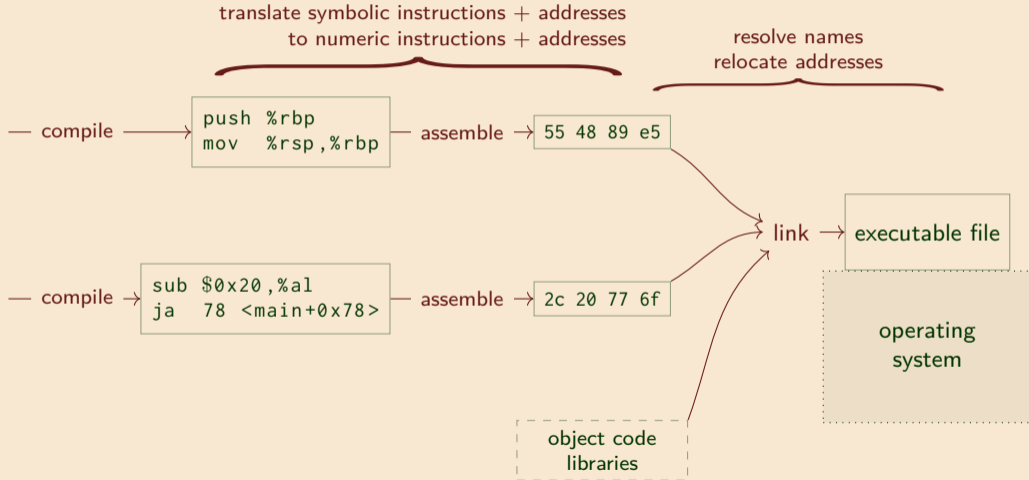 translate symbolic instructions + addresses
to numeric instructions + addresses
resolve names
relocate addresses
compile
push %rbp
mov  %rsp,%rbp
assemble
55 48 89 e5
link
executable file
compile
sub $0x20,%al
ja  78 <main+0x78>
assemble
2c 20 77 6f
operating
system
object code
libraries